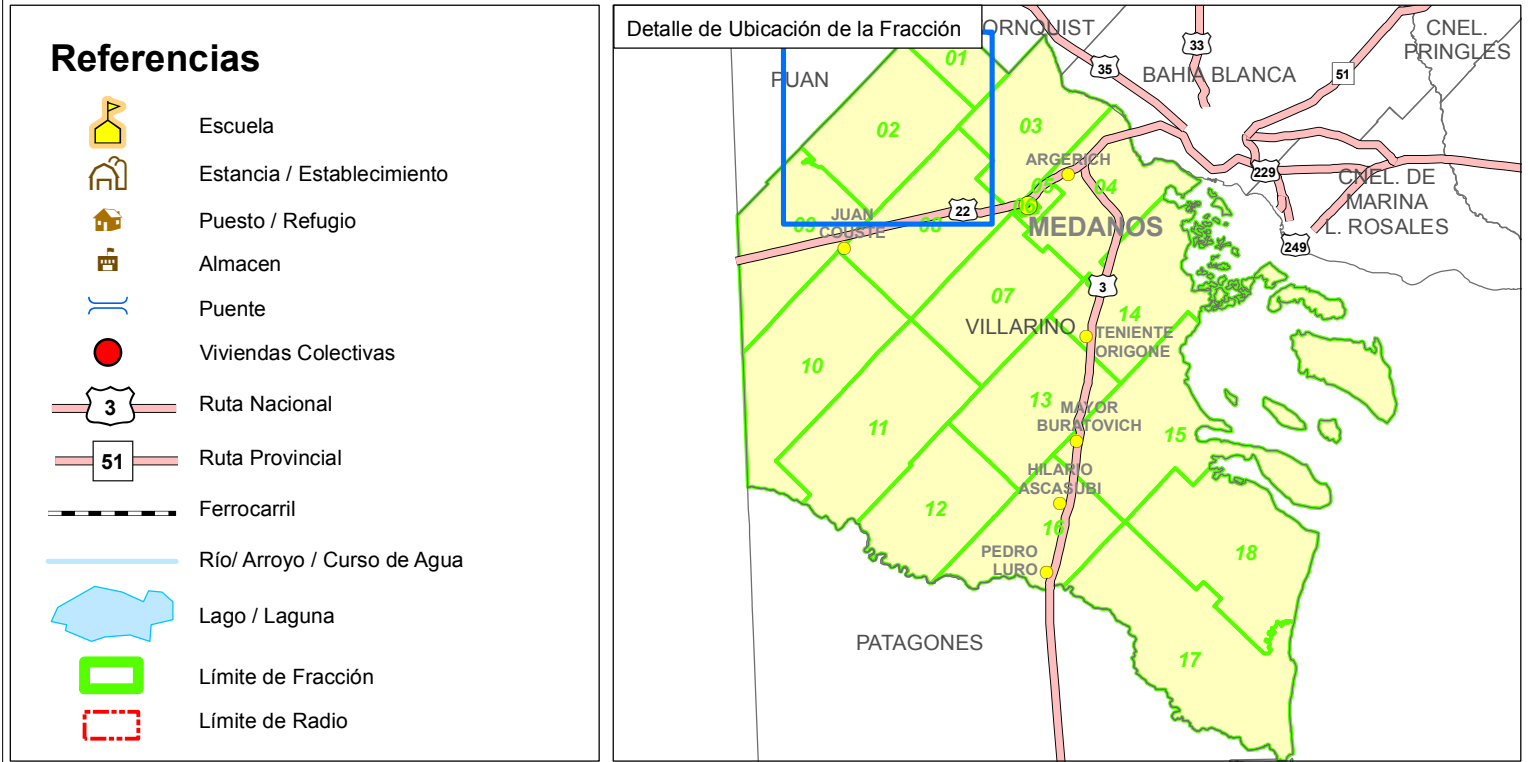 Referencias
Escuela
Estancia / Establecimiento
Puesto / Refugio
Almacen
Puente
Viviendas Colectivas
3
Ruta Nacional
51
Ruta Provincial
Ferrocarril
Río/ Arroyo / Curso de Agua
Lago / Laguna
Límite de Fracción
Límite de Radio
Detalle de Ubicación de la Fracción
ORNQUIST
CNEL.
PRINGLES
33
35
51
PUAN
BAHIA BLANCA
01
02
03
ARGERICH
229
CNEL. DE
MARINA
L. ROSALES
05
04
06
MEDANOS
22
JUAN
COUSTE
09
08
249
3
07
14
VILLARINO
TENIENTE
ORIGONE
10
13
MAYOR
BURATOVICH
11
15
HILARIO
ASCASUBI
12
16
18
PEDRO
LURO
PATAGONES
17